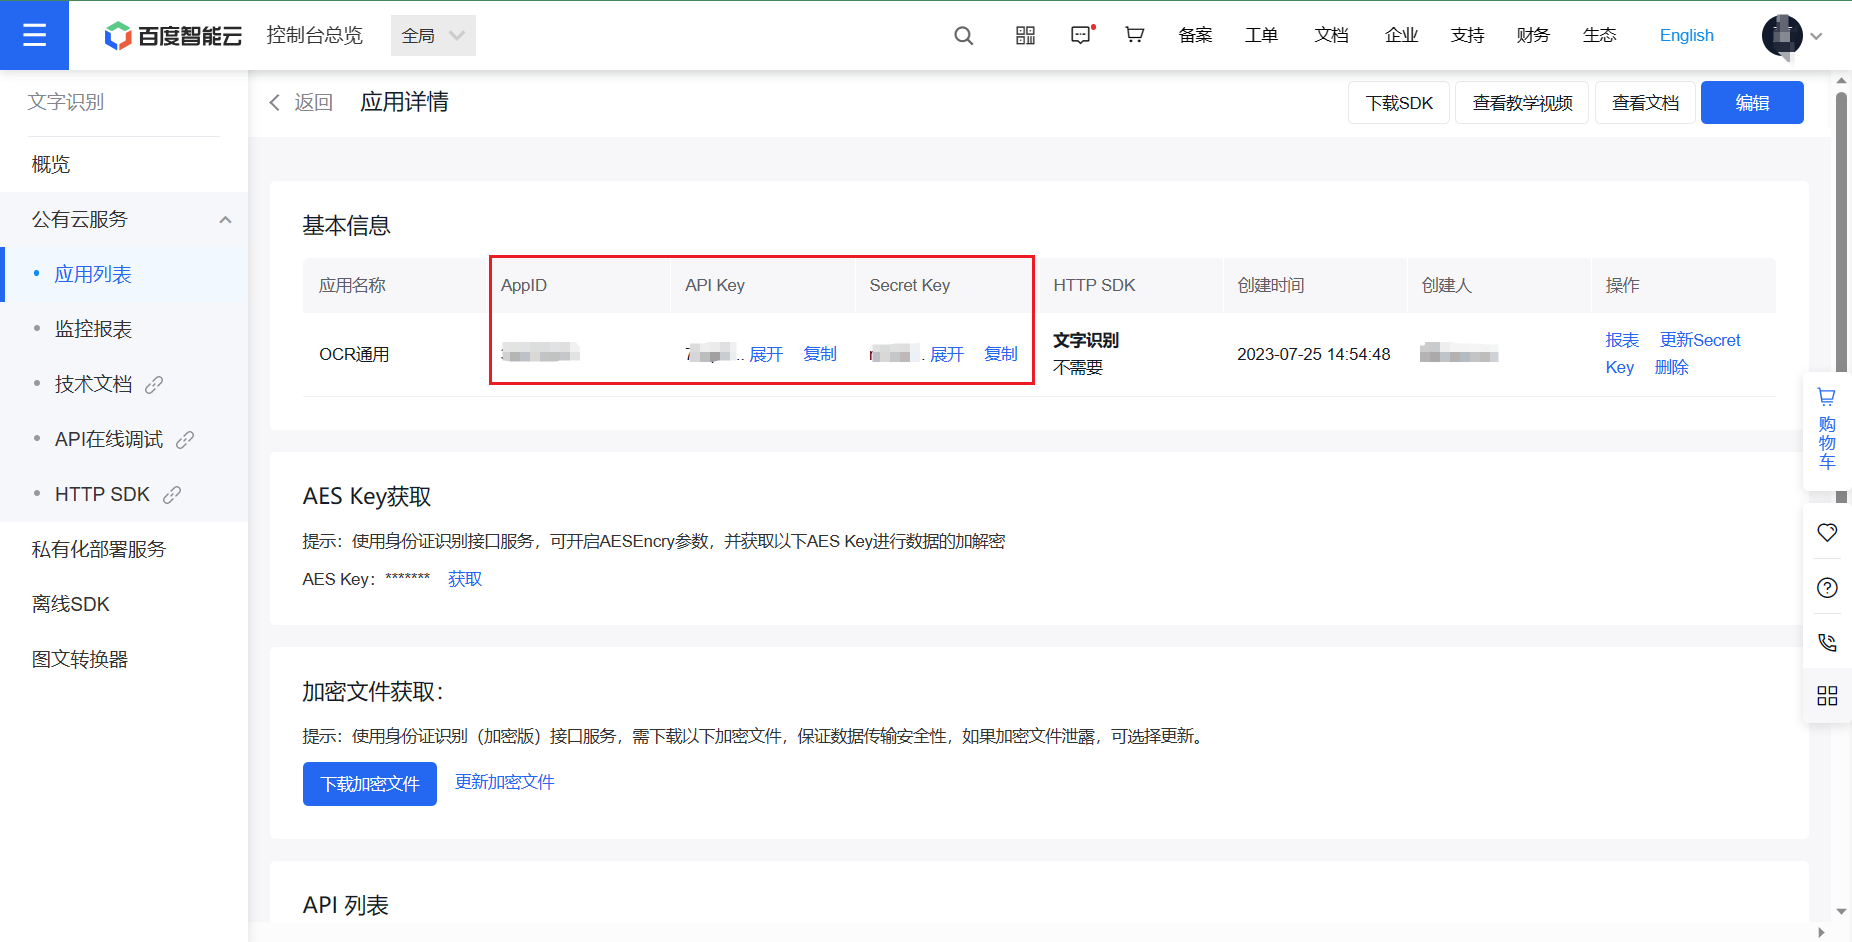 百度智能云 控制台总览 全局 备案 工单 文档 企业 支持 财务 生态 English
文字识别
概览
公有云服务
应用列表
监控报表
技术文档
API在线调试
HTTP SDK
私有化部署服务
离线SDK
图文转换器
返回 应用详情 下载SDK 查看教学视频 查看文档 编辑
基本信息
应用名称 AppID API Key Secret Key HTTP SDK 创建时间 创建人 操作
OCR通用 展开 复制 展开 复制 文字识别 2023-07-25 14:54:48 报表 更新Secret
不需要 Key 删除
AES Key获取
提示：使用身份证识别接口服务，可开启AESEncry参数，并获取以下AES Key进行数据的加解密
AES Key：******* 获取
加密文件获取：
提示：使用身份证识别（加密版）接口服务，需下载以下加密文件，保证数据传输安全性，如果加密文件泄露，可选择更新。
下载加密文件 更新加密文件
API 列表
购
物
车